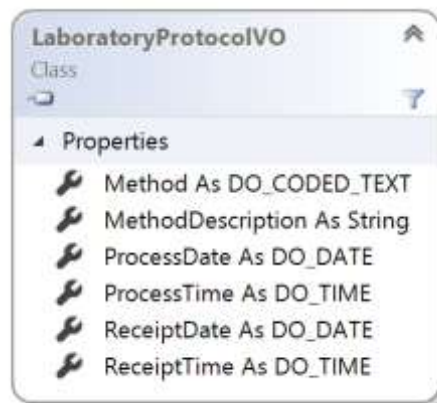 LaboratoryProtocolVO
Class
Properties
Method As DO_CODED_TEXT
MethodDescription As String
ProcessDate As DO_DATE
ProcessTime As DO_TIME
ReceiptDate As DO_DATE
ReceiptTime As DO_TIME